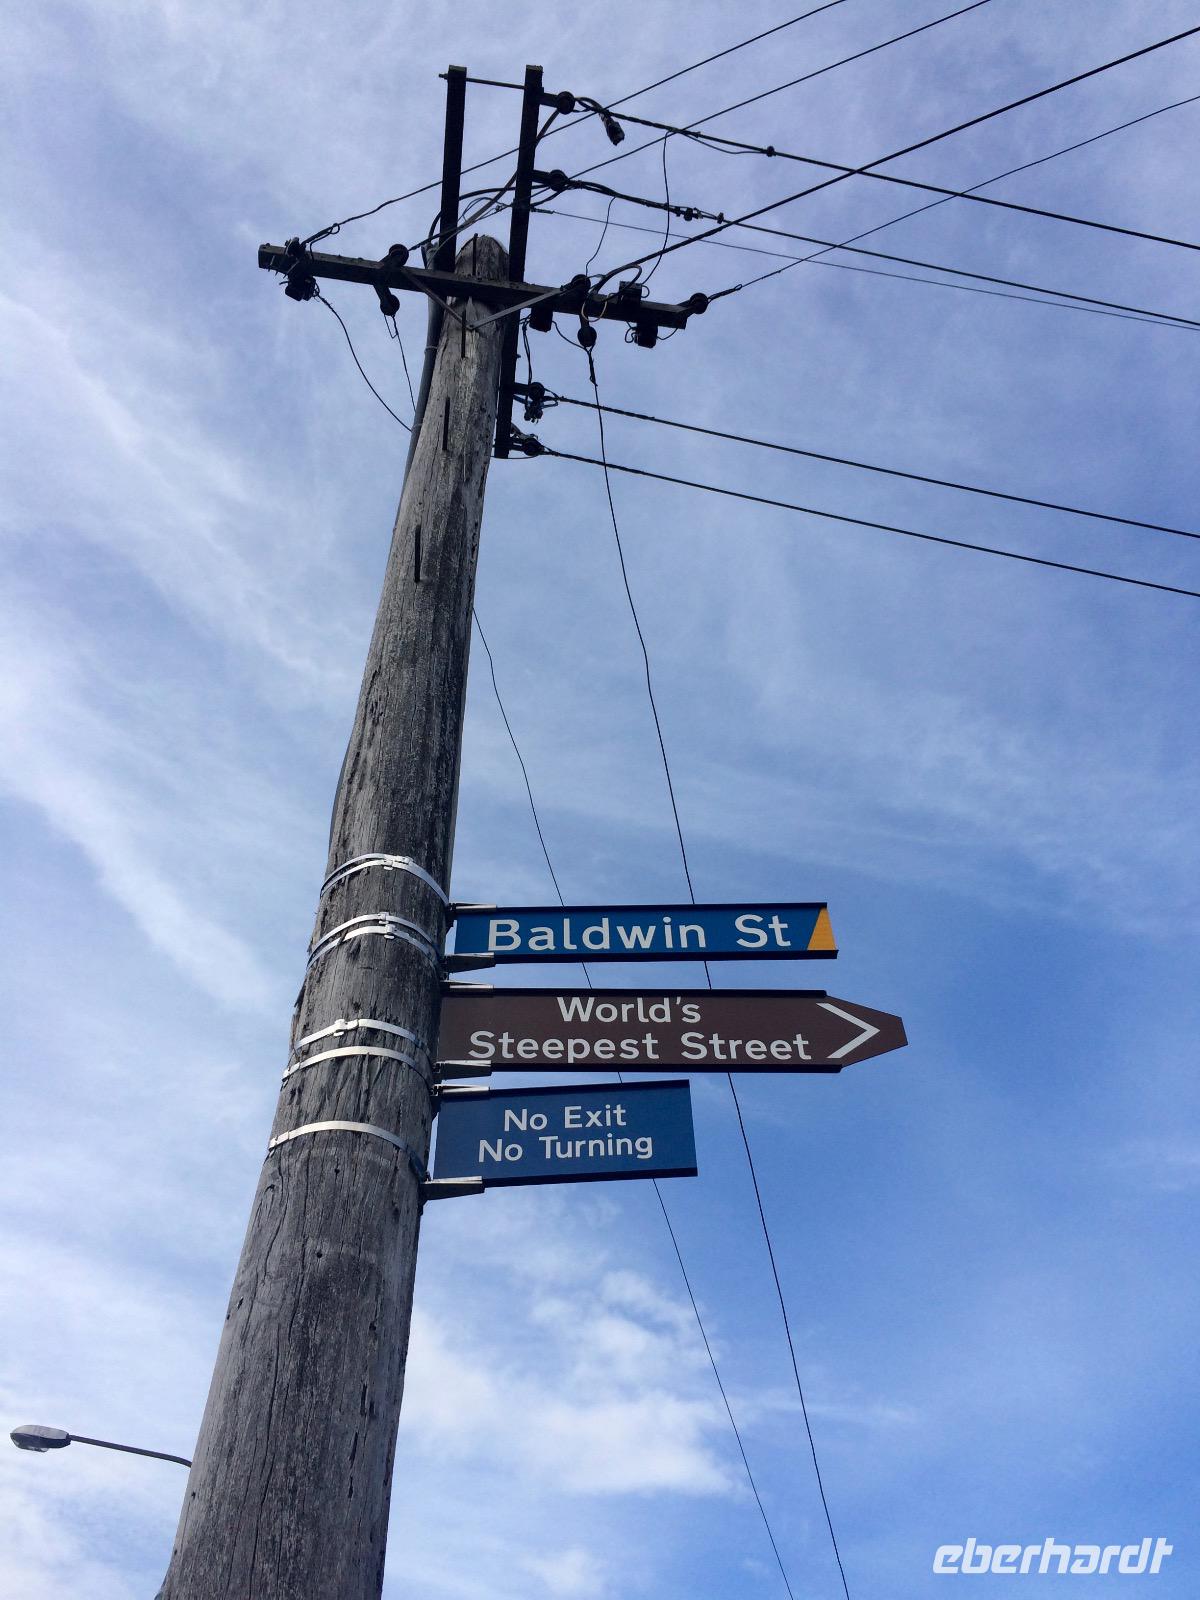 Baldwin St
World's
Steepest Street
No Exit
No Turning
eberhardt